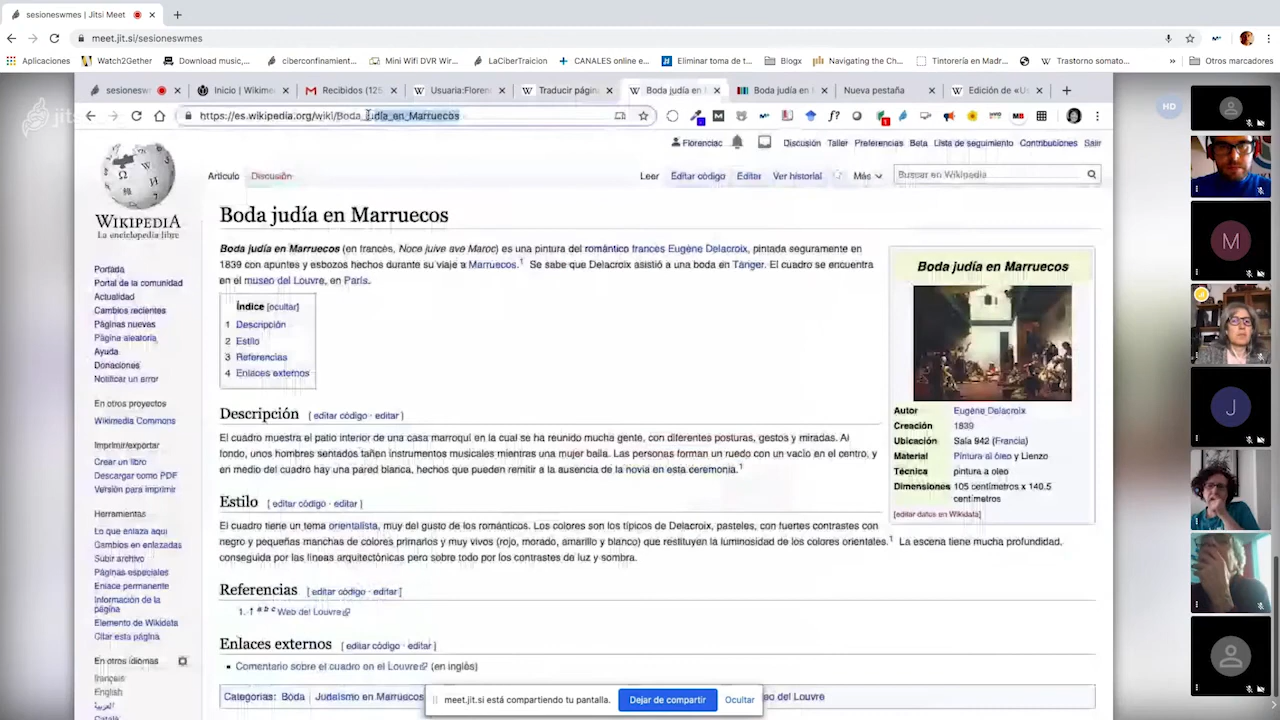 sesioneswmes | Jitsi Meet
meet.jit.si/sesioneswmes
Aplicaciones
Watch2Gether
Download music,...
ciberconfinamient...
Mini Wifi DVR Wir...
LaCiberTraicion
CANALES online e...
Eliminar toma de t...
Blogx
Navigating the Ch...
Tintorería en Madr...
Trastorno somato...
»
Otros marcadores
sesionesw
Inicio | Wikime
Recibidos (125
Usuaria:Floren
Traducir págin
Boda judía en
Boda judía en l
Nueva pestaña
Edición de «Us
https://es.wikipedia.org/wiki/Boda_judía_en_Marruecos
jits
HD
Florenciac
Discusión
Taller
Preferencias
Beta
Lista de seguimiento
Contributions
Salir
Artículo
Discusión
Leer
Editar código
Editar
Ver historial
Más
Buscar en Wikipedia
WIKIPEDIA
La enciclopedia libre
Portada
Portal de la comunidad
Actualidad
Cambios recientes
Páginas nuevas
Página aleatoria
Ayuda
Donaciones
Notificar un error
En otros proyectos
Wikimedia Commons
Imprimir/exportar
Crear un libro
Descargar como PDF
Versión para imprimir
Herramientas
Lo que enlaza aquí
Cambios en enlazadas
Subir archivo
Páginas especiales
Enlace permanente
Información de la
página
Elemento de Wikidata
Citar esta página
En otros idiomas
français
English
العربية
Català
Boda judía en Marruecos
Boda judía en Marruecos (en francés, Noce juive ave Maroc) es una pintura del romántico francés Eugène Delacroix, pintada seguramente en
1839 con apuntes y esbozos hechos durante su viaje a Marruecos.1 Se sabe que Delacroix asistió a una boda en Tánger. El cuadro se encuentra
en el museo del Louvre, en París.
Índice [ocultar]
1 Descripción
2 Estilo
3 Referencias
4 Enlaces externos
Descripción [ editar código · editar ]
El cuadro muestra el patio interior de una casa marroquí en la cual se ha reunido mucha gente, con diferentes posturas, gestos y miradas. Al
fondo, unos hombres sentados tañen instrumentos musicales mientras una mujer baila. Las personas forman un ruedo con un vacío en el centro, y
en medio del cuadro hay una pared blanca, hechos que pueden remitir a la ausencia de la novia en esta ceremonia.1
Estilo [ editar código · editar ]
El cuadro tiene un tema orientalista, muy del gusto de los románticos. Los colores son los típicos de Delacroix, pasteles, con fuertes contrastes con
negro y pequeñas manchas de colores primarios y muy vivos (rojo, morado, amarillo y blanco) que restituyen la luminosidad de los colores orientales.1 La escena tiene mucha profundidad,
conseguida por las líneas arquitectónicas pero sobre todo por los contrastes de luz y sombra.
Referencias [ editar código · editar ]
1. ↑ a b c Web del Louvre
Enlaces externos [ editar código · editar ]
Comentario sobre el cuadro en el Louvre (en inglés)
Categorías: Boda | Judaísmo en Marruecos
eo del Louvre
Boda judía en Marruecos
Autor Eugène Delacroix
Creación 1839
Ubicación Sala 942 (Francia)
Material Pintura al óleo y Lienzo
Técnica pintura a óleo
Dimensiones 105 centímetros x 140.5
centímetros
[editar datos en Wikidata]
meet.jit.si está compartiendo tu pantalla.
Dejar de compartir
Ocultar
M
J